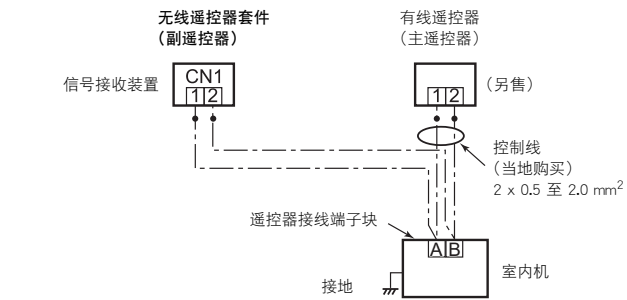 无线遥控器套件
（副遥控器）
有线遥控器
（主遥控器）
信号接收装置
CN1
1 2
1 2
（另售）
控制线
（当地购买）
2 x 0.5 至 2.0 mm²
遥控器接线端子块
A B
室内机
接地